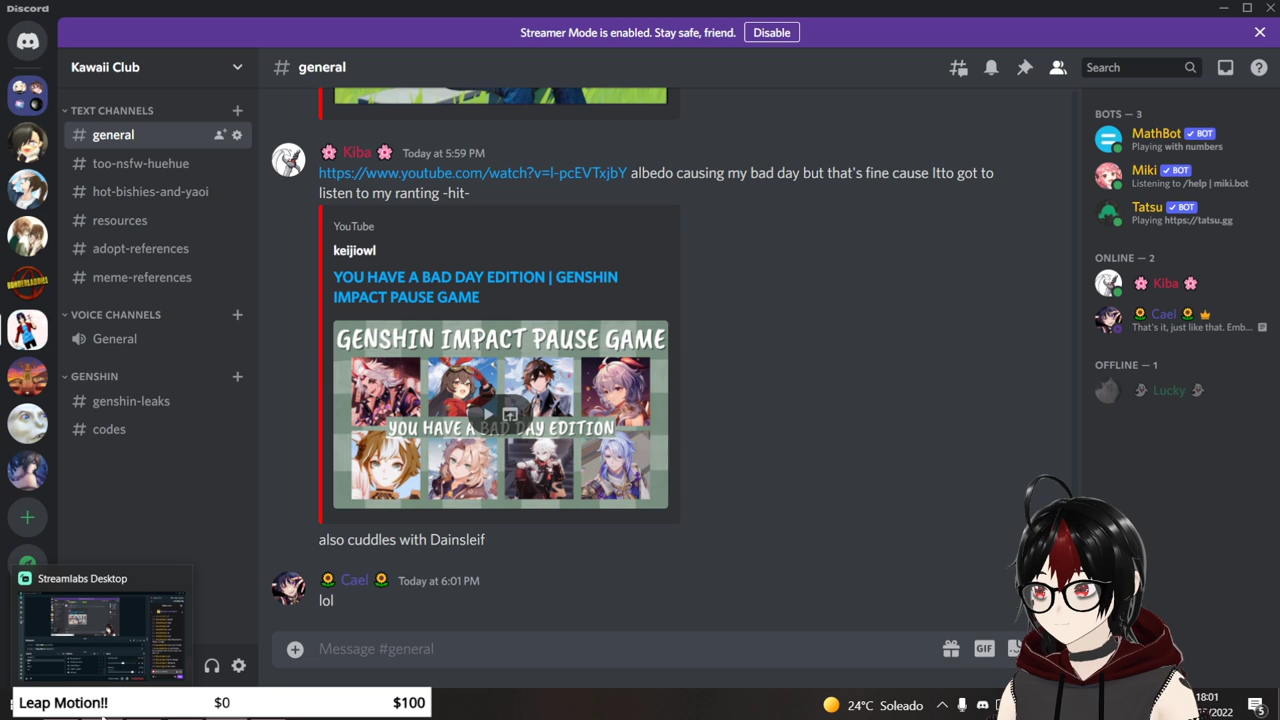 Discord
Streamer Mode is enabled. Stay safe, friend. Disable
Kawaii Club
# general
Search
TEXT CHANNELS
# general
# too-nsfw-huehue
# hot-bishies-and-yaoi
# resources
# adopt-references
# meme-references
VOICE CHANNELS
General
GENSHIN
# genshin-leaks
# codes
Streamlabs Desktop
🌸 Kiba 🌸 Today at 5:59 PM
https://www.youtube.com/watch?v=l-pcEVTxjbY albedo causing my bad day but that's fine cause Itto got to
listen to my ranting -hit-
YouTube
keijiowl
YOU HAVE A BAD DAY EDITION | GENSHIN
IMPACT PAUSE GAME
GENSHIN IMPACT PAUSE GAME
YOU HAVE A BAD DAY EDITION
also cuddles with Dainsleif
🌻 Cael 🌻 Today at 6:01 PM
lol
Message #general
GIF
BOTS — 3
MathBot ✓ BOT
Playing with numbers
Miki ✓ BOT
Listening to /help | miki.bot
Tatsu ✓ BOT
Playing https://tatsu.gg
ONLINE — 2
🌸 Kiba 🌸
🌻 Cael 🌻
That's it, just like that. Emb...
OFFLINE — 1
Lucky
Leap Motion!! $0 $100
24°C Soleado
18:01
/2022
5